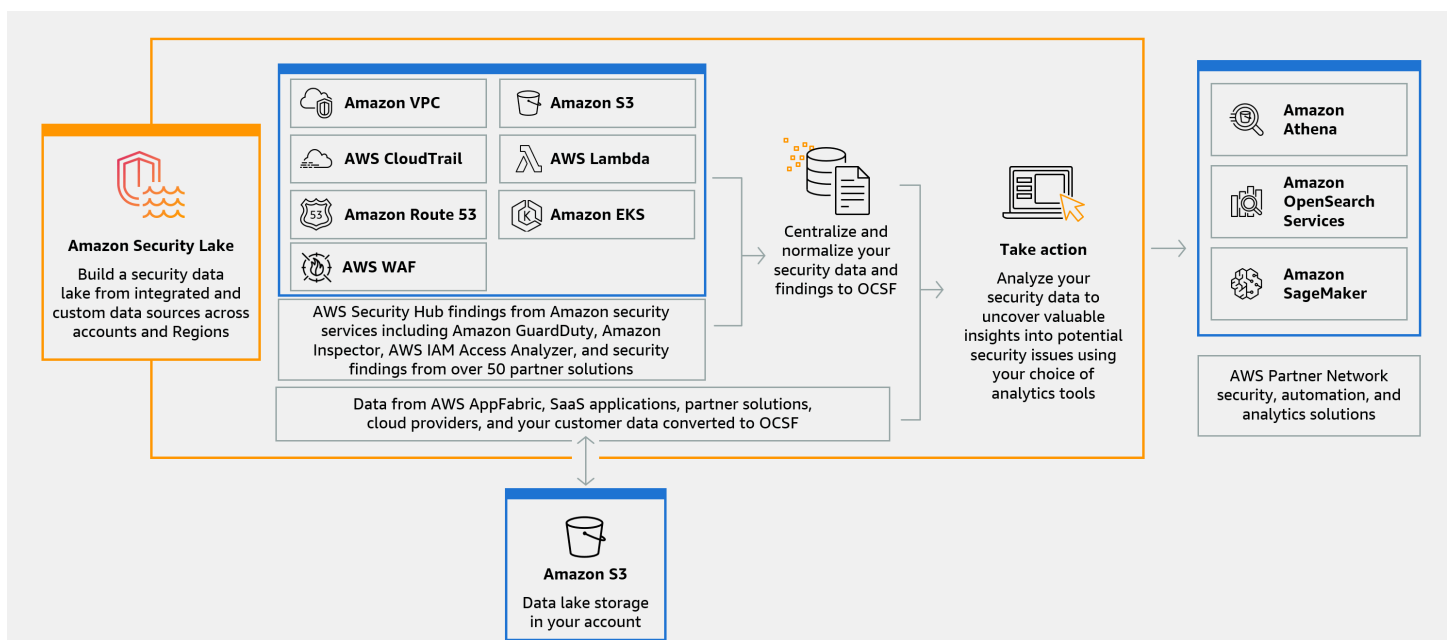 Amazon Security Lake
Build a security data
lake from integrated and
custom data sources across
accounts and Regions
Amazon VPC
Amazon S3
AWS CloudTrail
AWS Lambda
53
Amazon Route 53
K
Amazon EKS
AWS WAF
AWS Security Hub findings from Amazon security
services including Amazon GuardDuty, Amazon
Inspector, AWS IAM Access Analyzer, and security
findings from over 50 partner solutions
Data from AWS AppFabric, SaaS applications, partner solutions,
cloud providers, and your customer data converted to OCSF
Centralize and
normalize your
security data and
findings to OCSF
Take action
Analyze your
security data to
uncover valuable
insights into potential
security issues using
your choice of
analytics tools
Amazon
Athena
Amazon
OpenSearch
Services
Amazon
SageMaker
AWS Partner Network
security, automation, and
analytics solutions
Amazon S3
Data lake storage
in your account